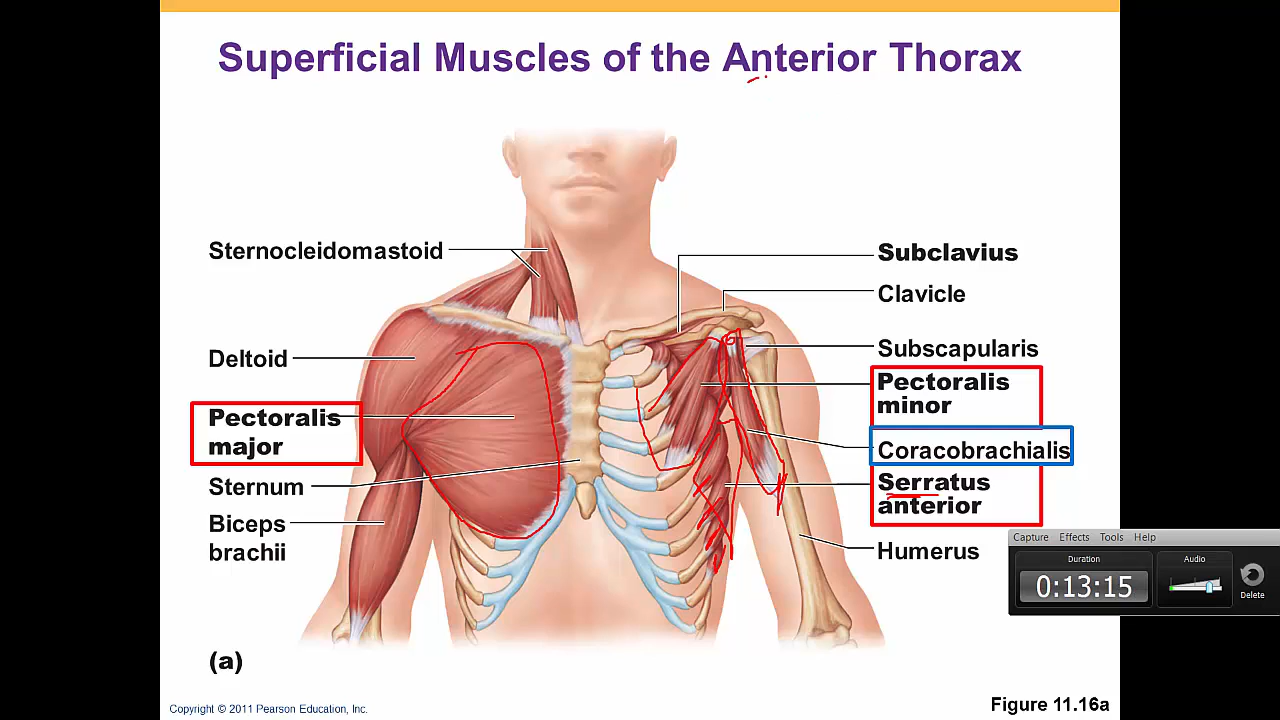 Superficial Muscles of the Anterior Thorax
Sternocleidomastoid
Deltoid
Pectoralis
major
Sternum
Biceps
brachii
(a)
Subclavius
Clavicle
Subscapularis
Pectoralis
minor
Coracobrachialis
Serratus
anterior
Humerus
Capture Effects Tools Help
Duration
0:13:15
Audio
Delete
Copyright © 2011 Pearson Education, Inc.
Figure 11.16a